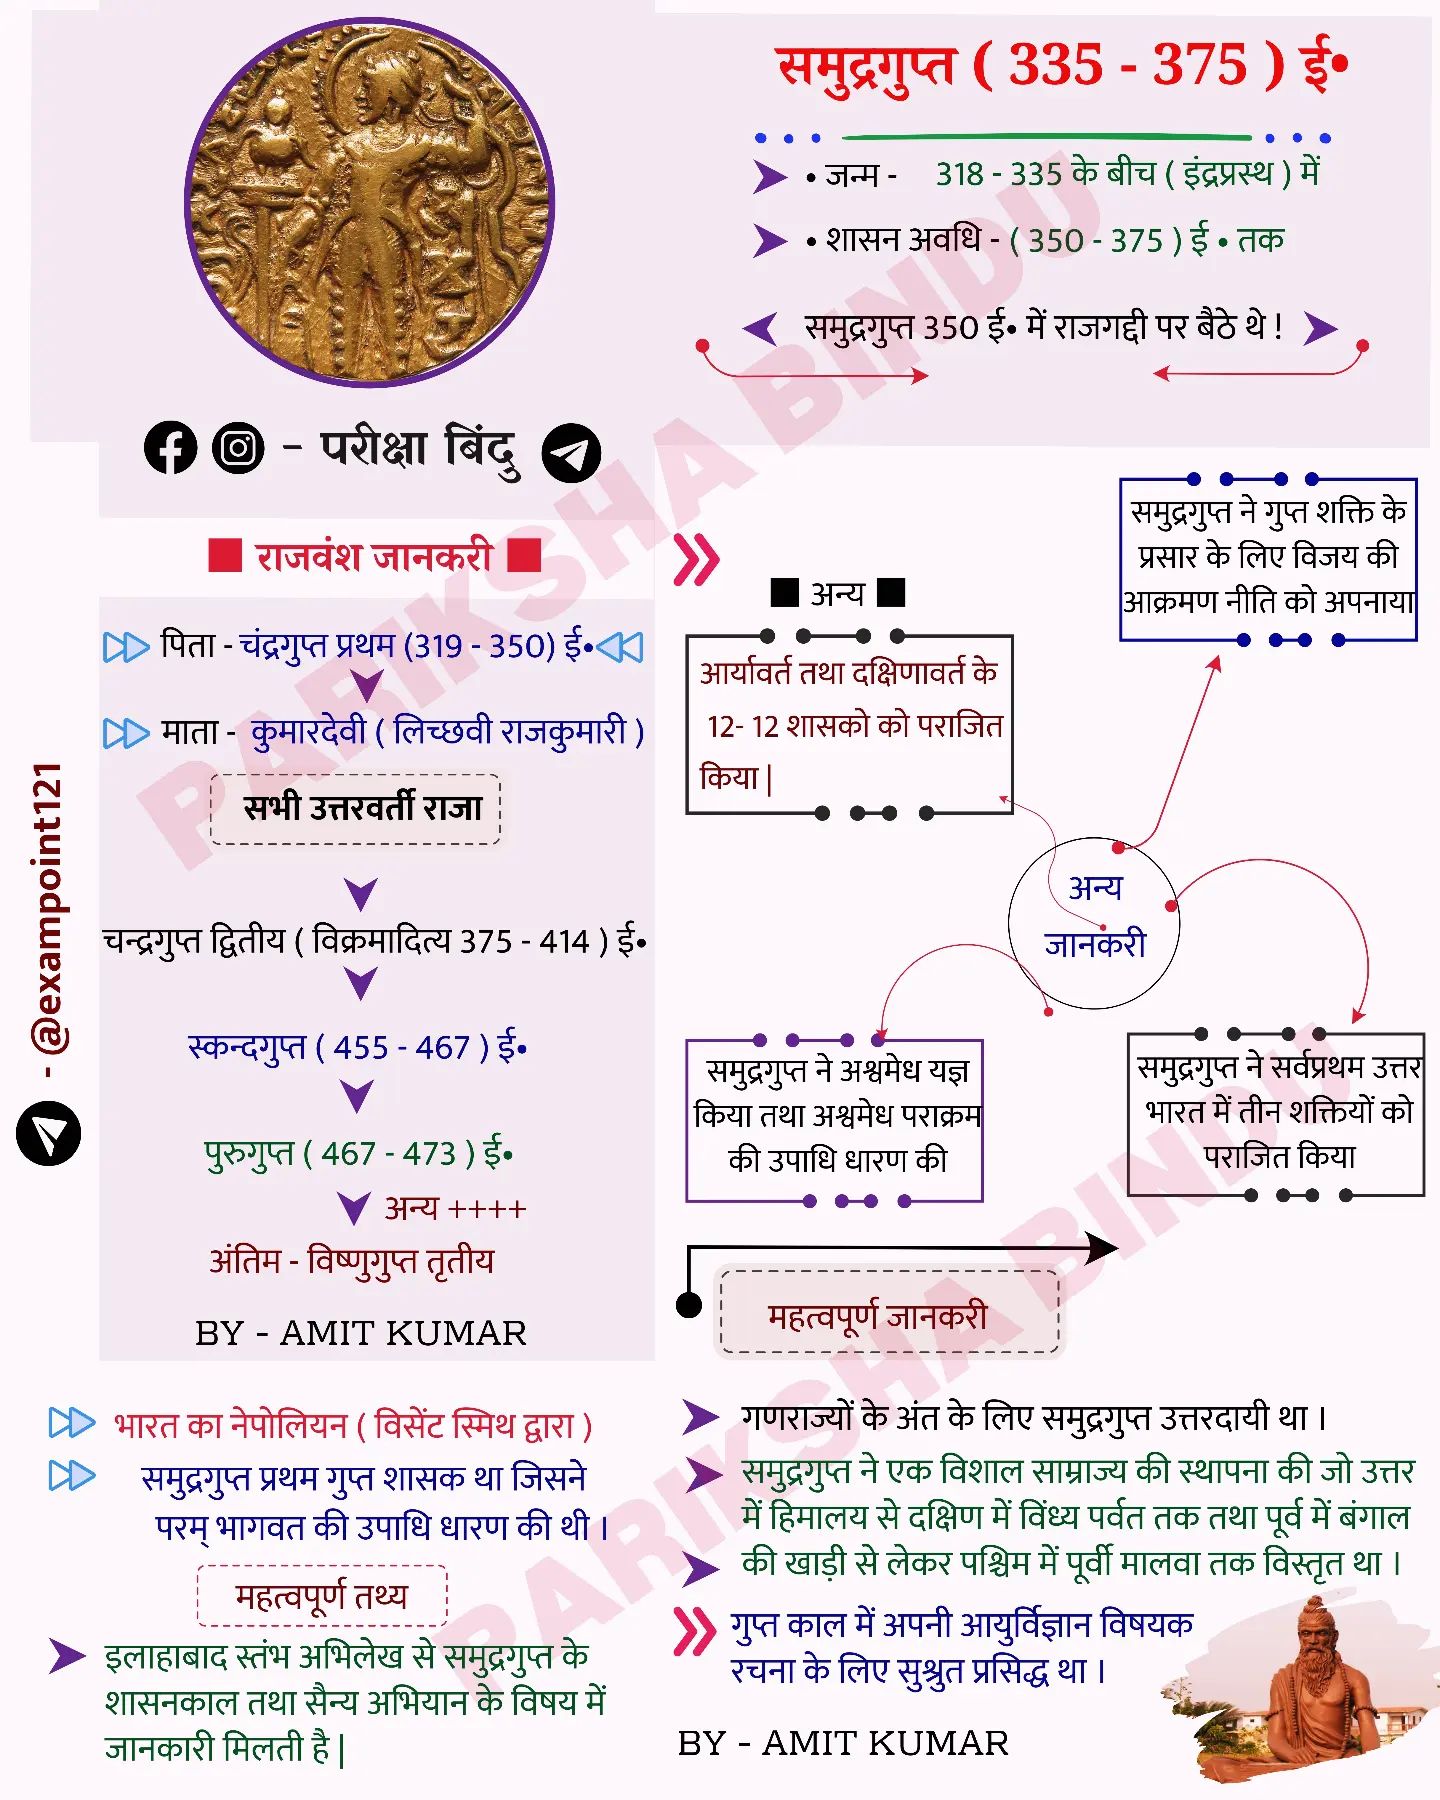 समुद्रगुप्त ( 335 - 375 ) ई•
• जन्म - 318 - 335 के बीच ( इंद्रप्रस्थ ) में
• शासन अवधि - ( 350 - 375 ) ई • तक
समुद्रगुप्त 350 ई• में राजगद्दी पर बैठे थे !
- परीक्षा बिंदु
■ राजवंश जानकरी ■
पिता - चंद्रगुप्त प्रथम (319 - 350) ई•
माता - कुमारदेवी ( लिच्छवी राजकुमारी )
सभी उत्तरवर्ती राजा
चन्द्रगुप्त द्वितीय ( विक्रमादित्य 375 - 414 ) ई•
स्कन्दगुप्त ( 455 - 467 ) ई•
पुरुगुप्त ( 467 - 473 ) ई•
अन्य ++++
अंतिम - विष्णुगुप्त तृतीय
BY - AMIT KUMAR
- @exampoint121
■ अन्य ■
आर्यावर्त तथा दक्षिणावर्त के
12- 12 शासको को पराजित
किया |
समुद्रगुप्त ने गुप्त शक्ति के
प्रसार के लिए विजय की
आक्रमण नीति को अपनाया
अन्य
जानकरी
समुद्रगुप्त ने अश्वमेध यज्ञ
किया तथा अश्वमेध पराक्रम
की उपाधि धारण की
समुद्रगुप्त ने सर्वप्रथम उत्तर
भारत में तीन शक्तियों को
पराजित किया
महत्वपूर्ण जानकरी
भारत का नेपोलियन ( विसेंट स्मिथ द्वारा )
समुद्रगुप्त प्रथम गुप्त शासक था जिसने
परम् भागवत की उपाधि धारण की थी ।
महत्वपूर्ण तथ्य
इलाहाबाद स्तंभ अभिलेख से समुद्रगुप्त के
शासनकाल तथा सैन्य अभियान के विषय में
जानकारी मिलती है |
गणराज्यों के अंत के लिए समुद्रगुप्त उत्तरदायी था ।
समुद्रगुप्त ने एक विशाल साम्राज्य की स्थापना की जो उत्तर
में हिमालय से दक्षिण में विंध्य पर्वत तक तथा पूर्व में बंगाल
की खाड़ी से लेकर पश्चिम में पूर्वी मालवा तक विस्तृत था ।
गुप्त काल में अपनी आयुर्विज्ञान विषयक
रचना के लिए सुश्रुत प्रसिद्ध था ।
BY - AMIT KUMAR
PARIKSHA BINDU
PARIKSHA BINDU